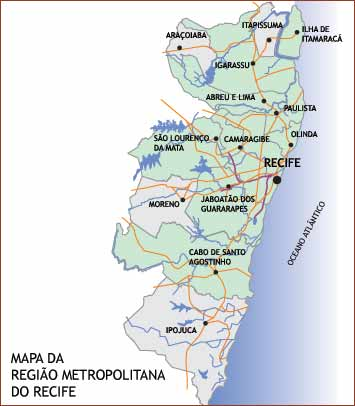 ITAPISSUMA
ARAÇOIABA
ILHA DE
ITAMARACÁ
IGARASSU
ABREU E LIMA
PAULISTA
SÃO LOURENÇO
DA MATA
CAMARAGIBE
OLINDA
RECIFE
MORENO
JABOATÃO DOS
GUARARAPES
OCEANO ATLÂNTICO
CABO DE SANTO
AGOSTINHO
IPOJUCA
MAPA DA
REGIÃO METROPOLITANA
DO RECIFE